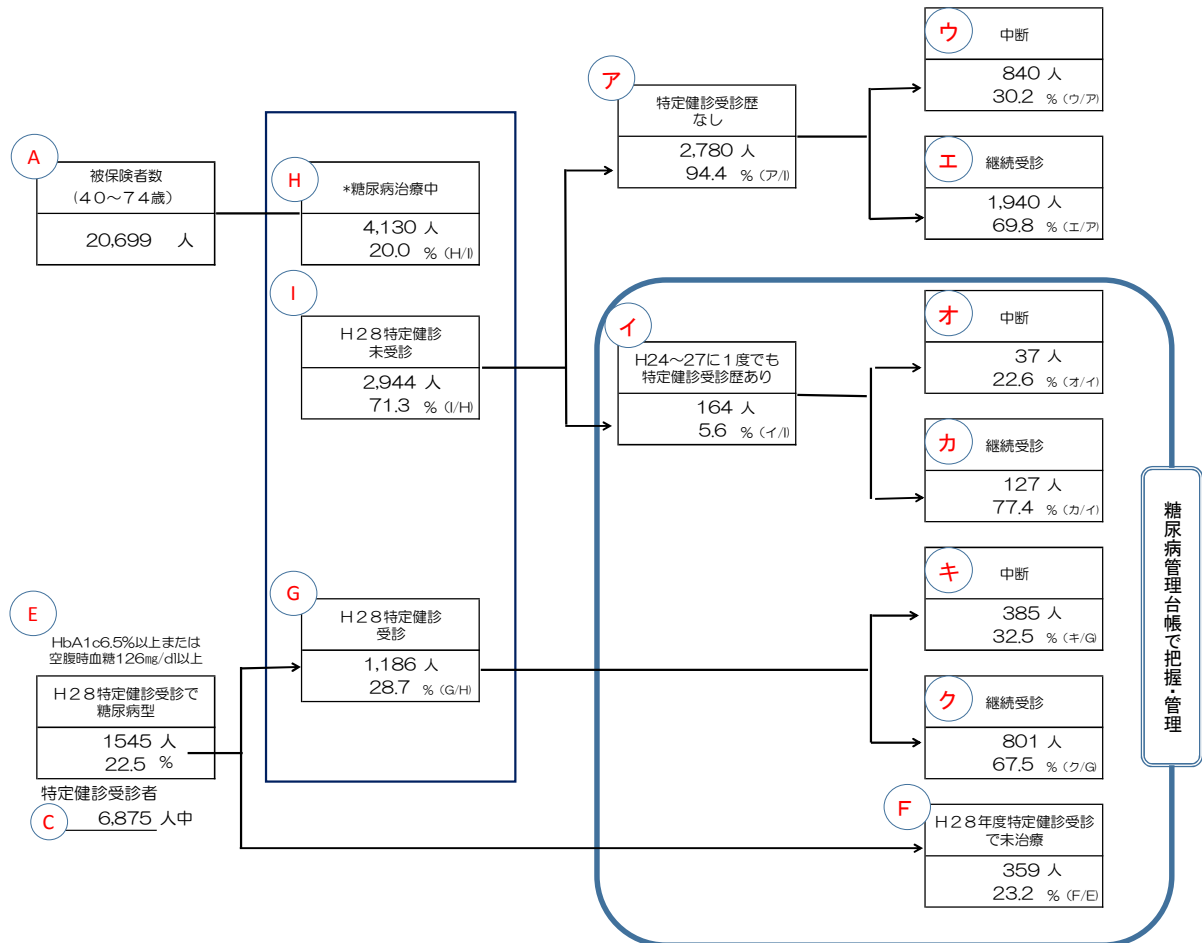 A
被保険者数
(40～74歳)
20,699 人
H
*糖尿病治療中
4,130 人
20.0 % (H/I)
I
H28特定健診
未受診
2,944 人
71.3 % (I/H)
ア
特定健診受診歴
なし
2,780 人
94.4 % (ア/I)
ウ
中断
840 人
30.2 % (ウ/ア)
エ
継続受診
1,940 人
69.8 % (エ/ア)
イ
H24～27に1度でも
特定健診受診歴あり
164 人
5.6 % (イ/I)
オ
中断
37 人
22.6 % (オ/イ)
カ
継続受診
127 人
77.4 % (カ/イ)
E
HbA1c6.5%以上または
空腹時血糖126㎎/dl以上
H28特定健診受診で
糖尿病型
1545 人
22.5 %
特定健診受診者
C
6,875 人中
G
H28特定健診
受診
1,186 人
28.7 % (G/H)
キ
中断
385 人
32.5 % (キ/G)
ク
継続受診
801 人
67.5 % (ク/G)
F
H28年度特定健診受診
で未治療
359 人
23.2 % (F/E)
糖尿病管理台帳で把握・管理